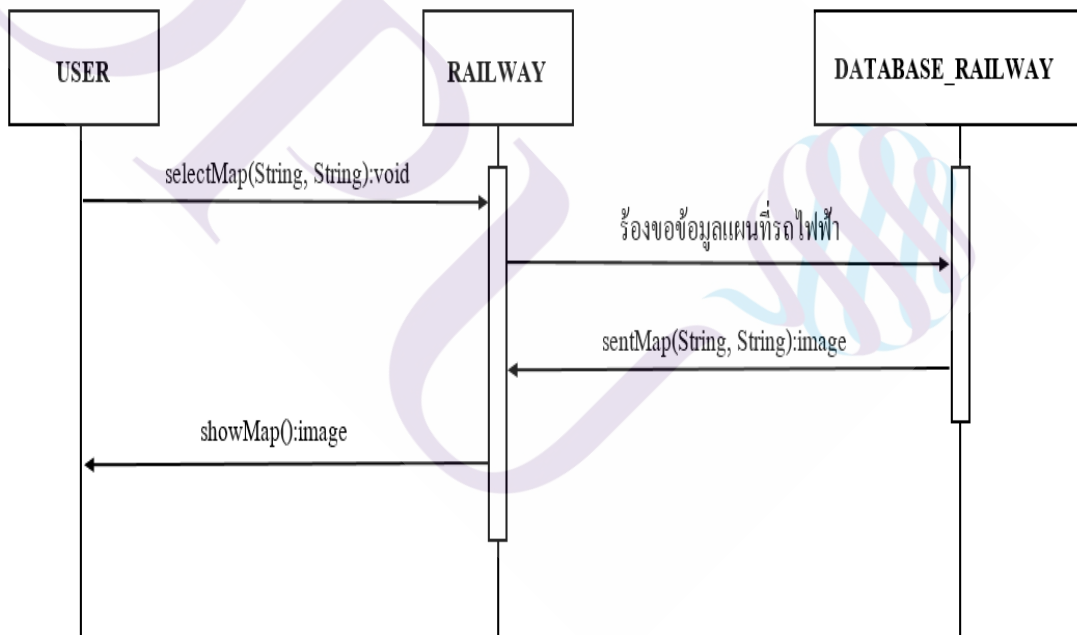 USER
RAILWAY
DATABASE_RAILWAY
selectMap(String, String):void
ร้องขอข้อมูลแผนที่รถไฟฟ้า
sentMap(String, String):image
showMap():image